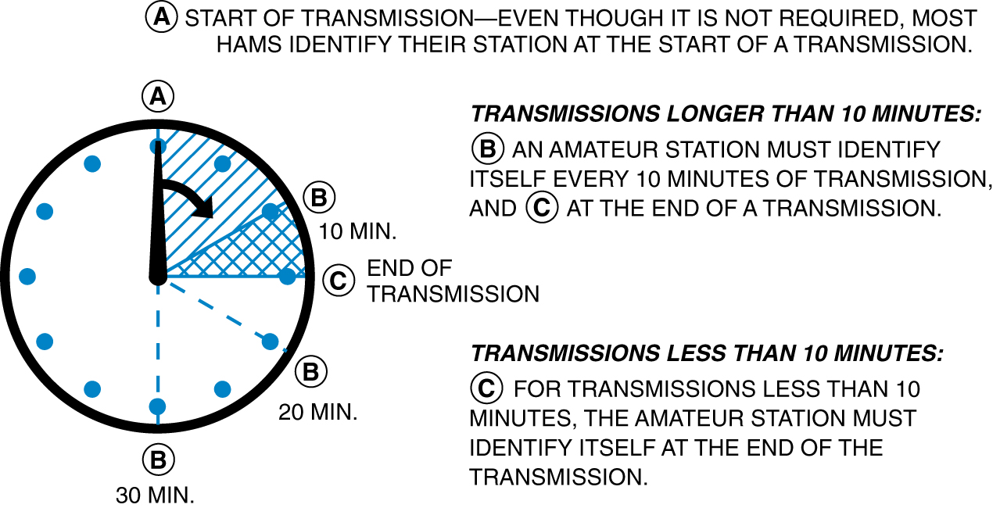 Ⓐ START OF TRANSMISSION—EVEN THOUGH IT IS NOT REQUIRED, MOST
HAMS IDENTIFY THEIR STATION AT THE START OF A TRANSMISSION.
Ⓐ
Ⓑ
10 MIN.
Ⓒ END OF
TRANSMISSION
Ⓑ
20 MIN.
Ⓑ
30 MIN.
TRANSMISSIONS LONGER THAN 10 MINUTES:
Ⓑ AN AMATEUR STATION MUST IDENTIFY
ITSELF EVERY 10 MINUTES OF TRANSMISSION,
AND Ⓒ AT THE END OF A TRANSMISSION.
TRANSMISSIONS LESS THAN 10 MINUTES:
Ⓒ FOR TRANSMISSIONS LESS THAN 10
MINUTES, THE AMATEUR STATION MUST
IDENTIFY ITSELF AT THE END OF THE
TRANSMISSION.